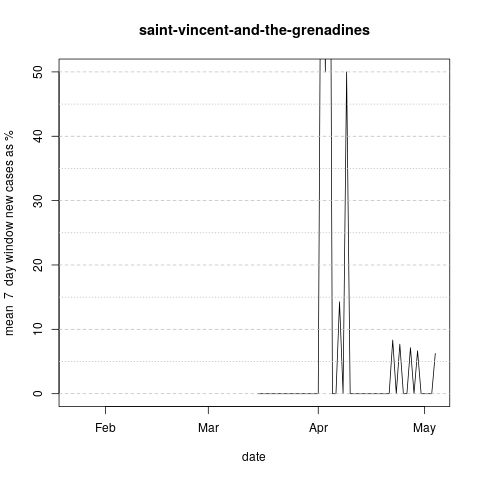 saint-vincent-and-the-grenadines
mean 7 day window new cases as %
50
40
30
20
10
0
Feb Mar Apr May
date